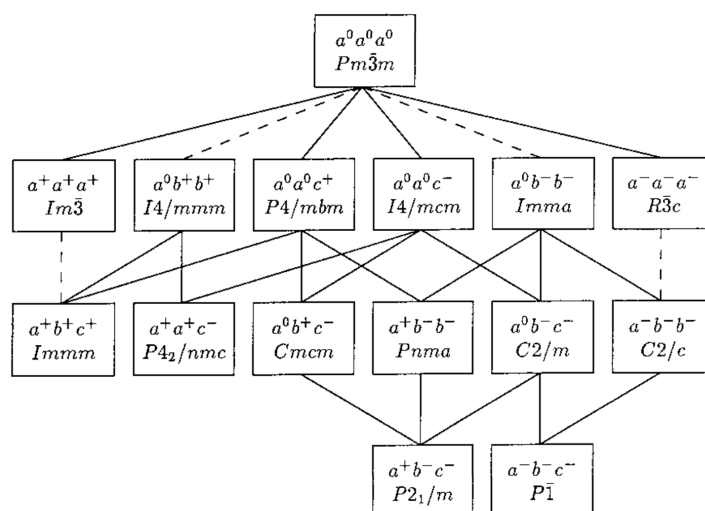 a⁰a⁰a⁰
Pm3̄m
a⁺a⁺a⁺
Im3̄
a⁰b⁺b⁺
I4/mmm
a⁰a⁰c⁺
P4/mbm
a⁰a⁰c⁻
I4/mcm
a⁰b⁻b⁻
Imma
a⁻a⁻a⁻
R3̄c
a⁺b⁺c⁺
Immm
a⁺a⁺c⁻
P4₂/nmc
a⁰b⁺c⁻
Cmcm
a⁺b⁻b⁻
Pnma
a⁰b⁻c⁻
C2/m
a⁻b⁻b⁻
C2/c
a⁺b⁻c⁻
P2₁/m
a⁻b⁻c⁻
P1̄